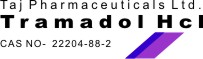 Taj Pharmaceuticals Ltd.
Tramadol Hcl
CAS NO- 22204-88-2